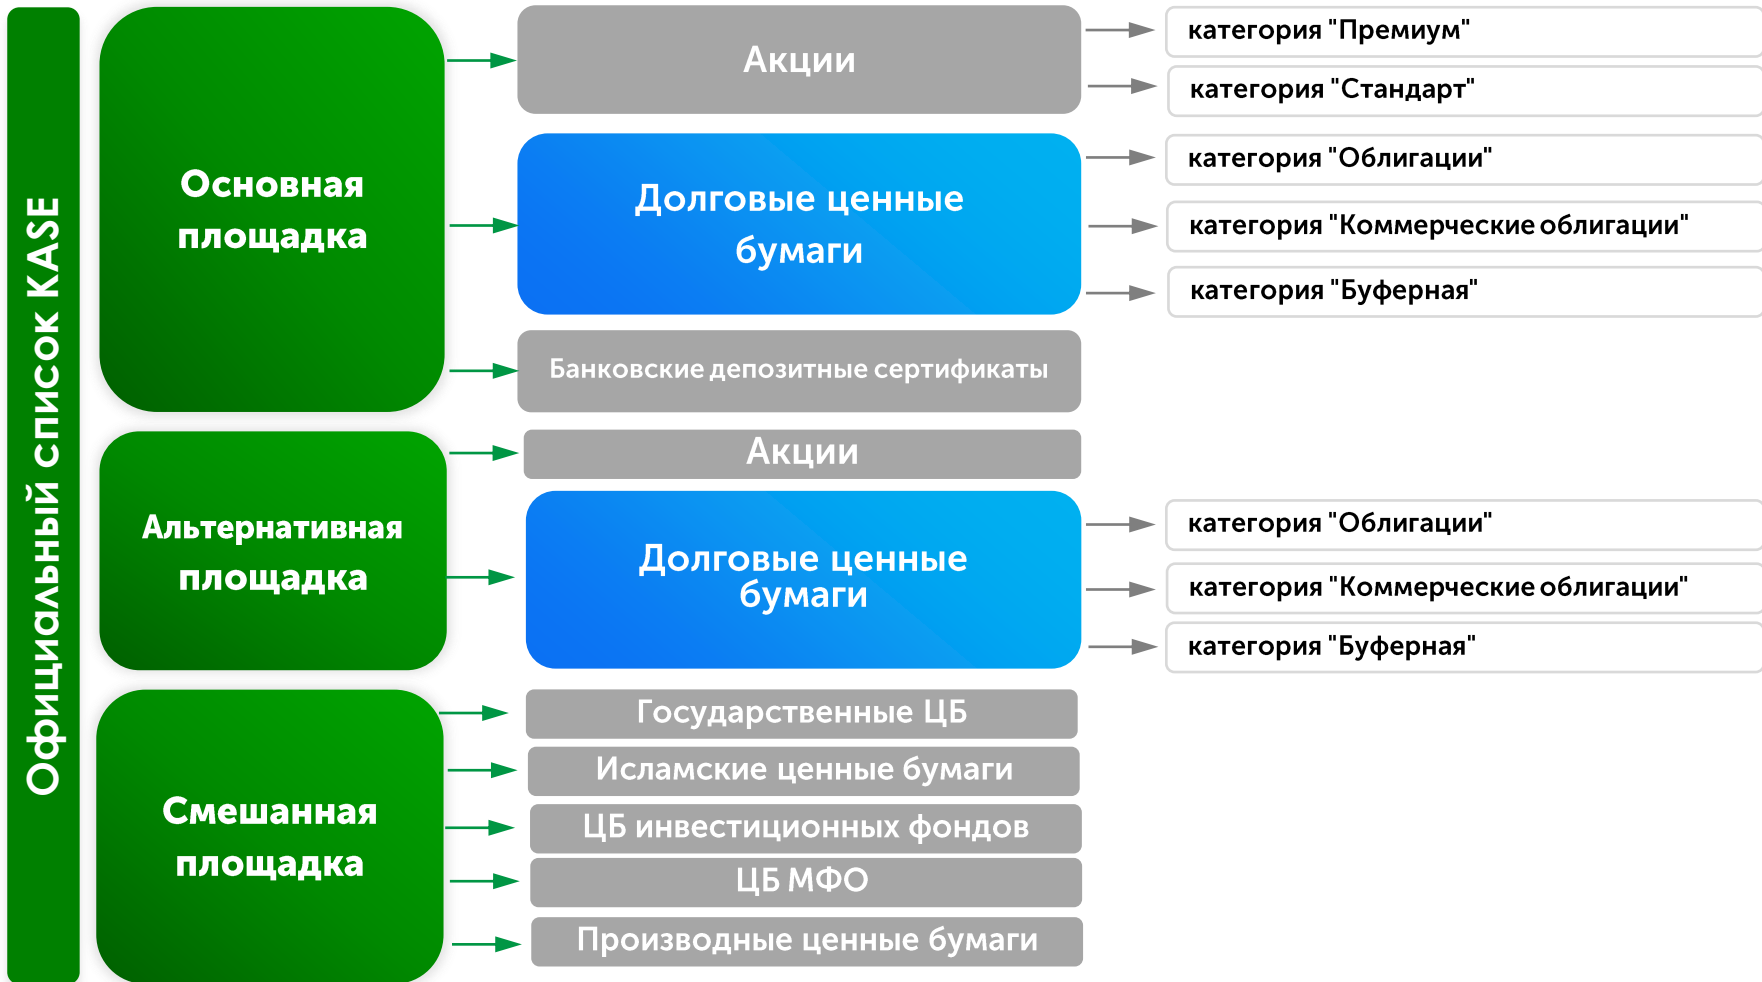 Официальный список KASE
Основная
площадка
Акции
категория "Премиум"
категория "Стандарт"
Долговые ценные
бумаги
категория "Облигации"
категория "Коммерческие облигации"
категория "Буферная"
Банковские депозитные сертификаты
Альтернативная
площадка
Акции
Долговые ценные
бумаги
категория "Облигации"
категория "Коммерческие облигации"
категория "Буферная"
Смешанная
площадка
Государственные ЦБ
Исламские ценные бумаги
ЦБ инвестиционных фондов
ЦБ МФО
Производные ценные бумаги